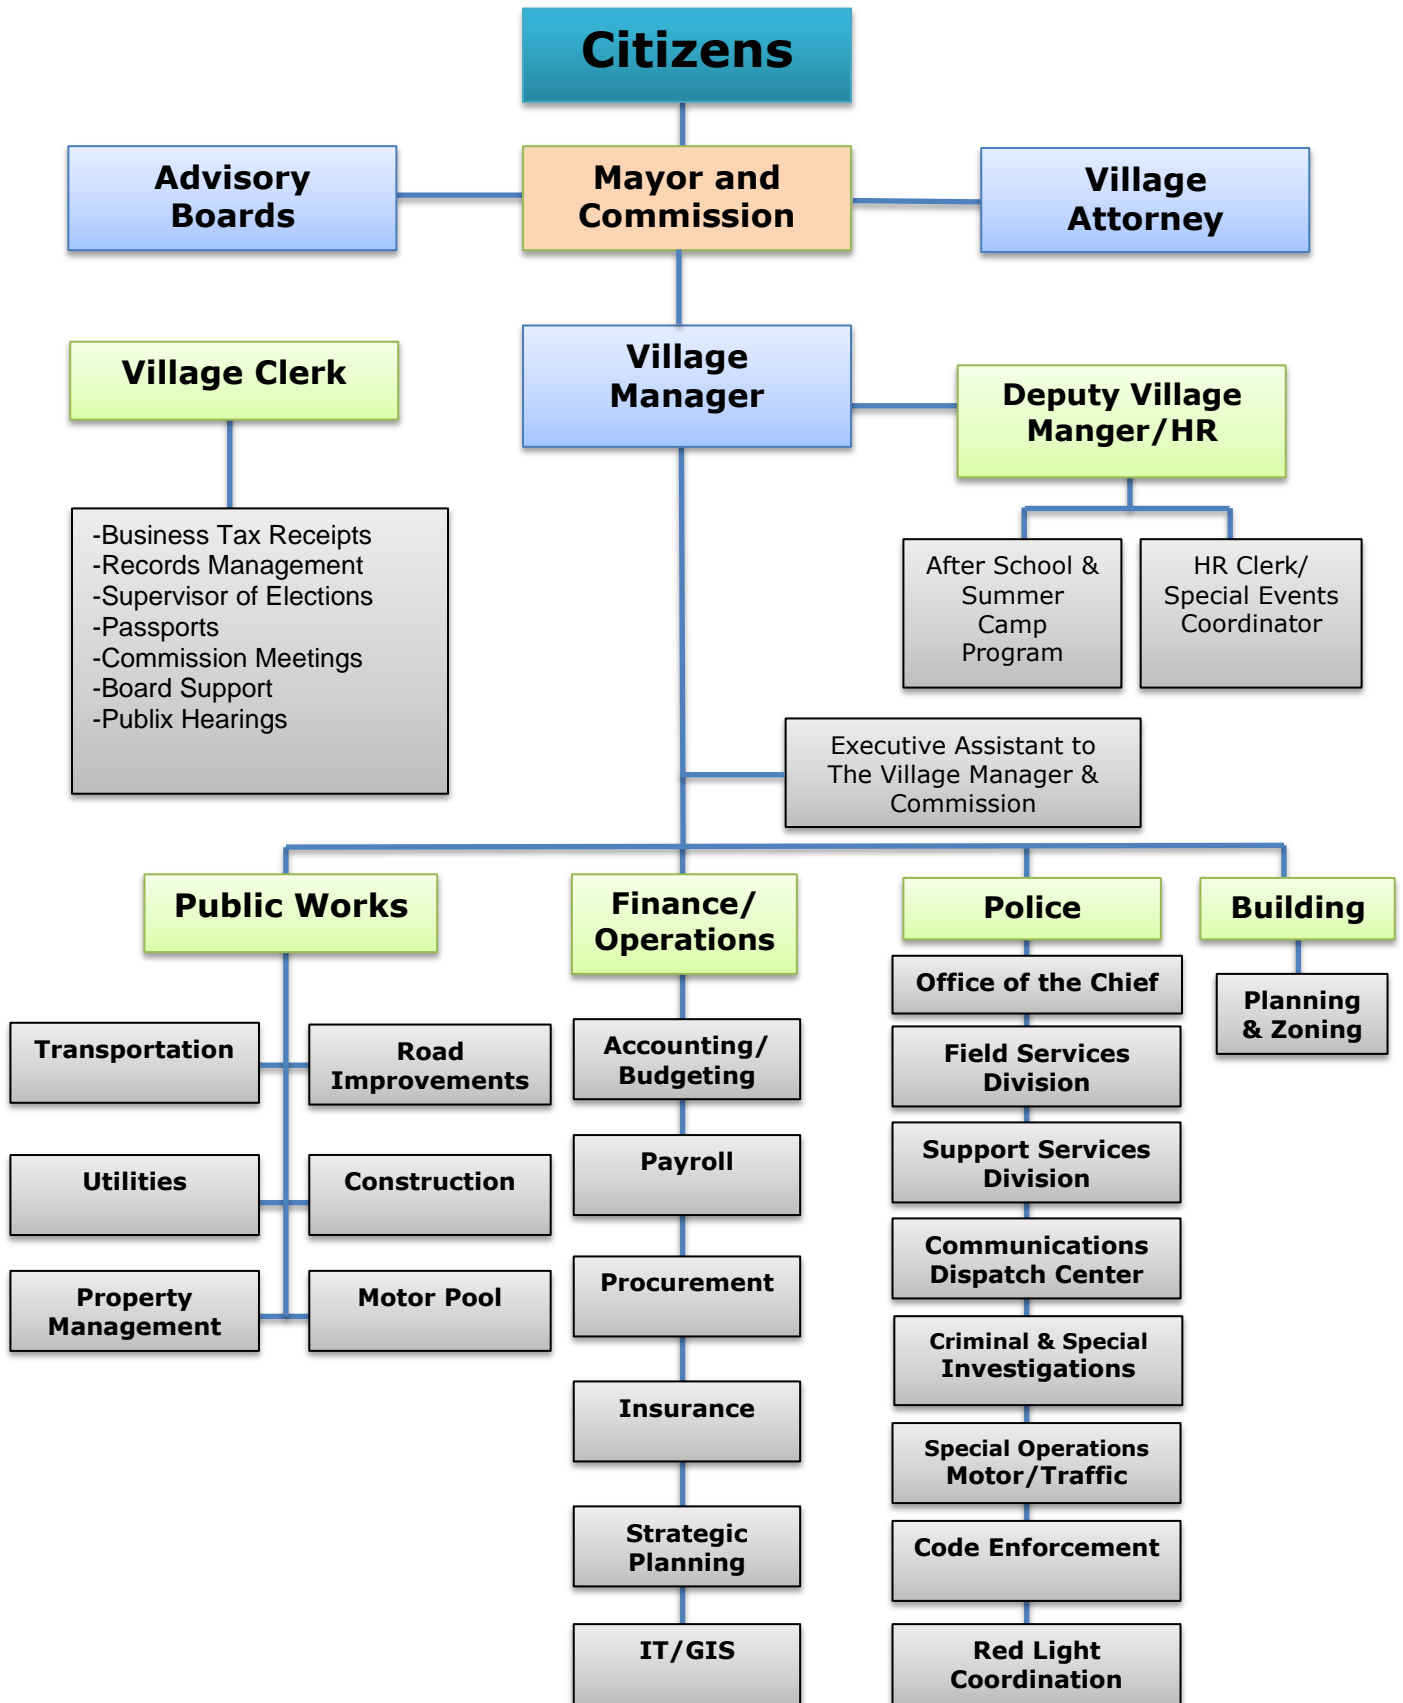 Citizens
Advisory
Boards
Mayor and
Commission
Village
Attorney
Village Clerk
Village
Manager
Deputy Village
Manger/HR
-Business Tax Receipts
-Records Management
-Supervisor of Elections
-Passports
-Commission Meetings
-Board Support
-Publix Hearings
After School &
Summer
Camp
Program
HR Clerk/
Special Events
Coordinator
Executive Assistant to
The Village Manager &
Commission
Public Works
Finance/
Operations
Police
Building
Transportation
Road
Improvements
Utilities
Construction
Property
Management
Motor Pool
Accounting/
Budgeting
Payroll
Procurement
Insurance
Strategic
Planning
IT/GIS
Office of the Chief
Field Services
Division
Support Services
Division
Communications
Dispatch Center
Criminal & Special
Investigations
Special Operations
Motor/Traffic
Code Enforcement
Red Light
Coordination
Planning
& Zoning